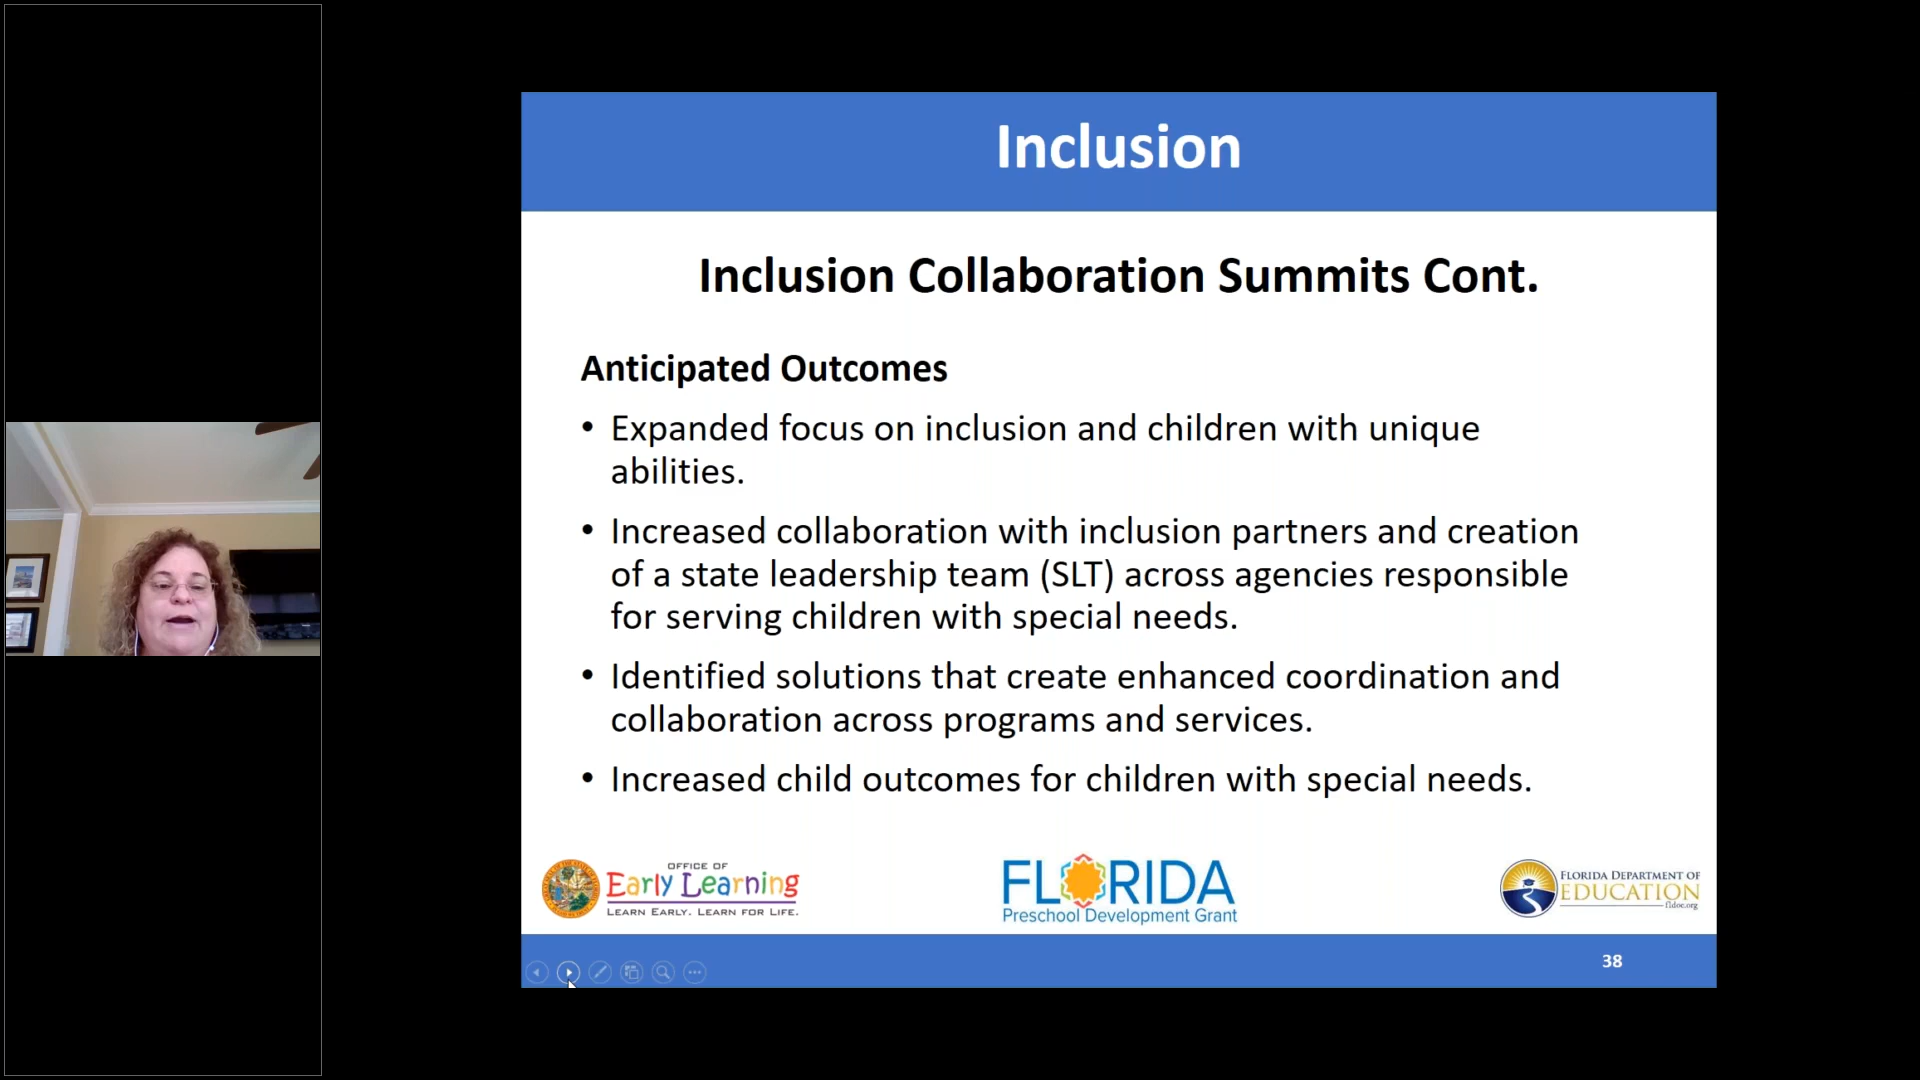 Inclusion
Inclusion Collaboration Summits Cont.
Anticipated Outcomes
• Expanded focus on inclusion and children with unique
abilities.
• Increased collaboration with inclusion partners and creation
of a state leadership team (SLT) across agencies responsible
for serving children with special needs.
• Identified solutions that create enhanced coordination and
collaboration across programs and services.
• Increased child outcomes for children with special needs.
OFFICE OF
Early Learning
LEARN EARLY. LEARN FOR LIFE.
FLORIDA
Preschool Development Grant
FLORIDA DEPARTMENT OF
EDUCATION
fldoe.org
38